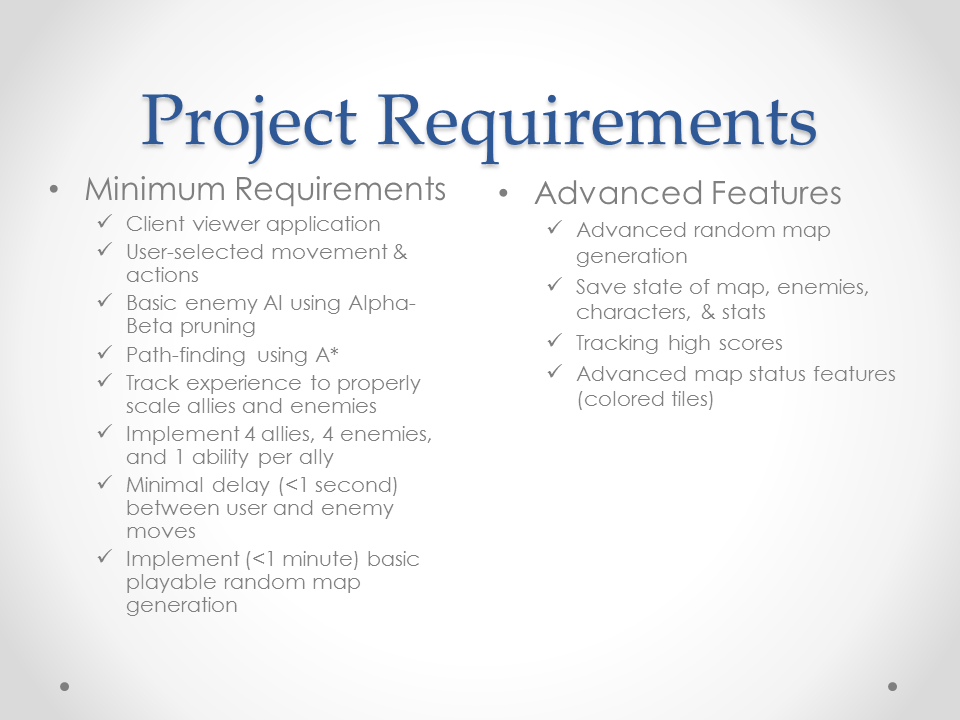 Project Requirements
• Minimum Requirements
✓ Client viewer application
✓ User-selected movement &
actions
✓ Basic enemy AI using Alpha-
Beta pruning
✓ Path-finding using A*
✓ Track experience to properly
scale allies and enemies
✓ Implement 4 allies, 4 enemies,
and 1 ability per ally
✓ Minimal delay (<1 second)
between user and enemy
moves
✓ Implement (<1 minute) basic
playable random map
generation
• Advanced Features
✓ Advanced random map
generation
✓ Save state of map, enemies,
characters, & stats
✓ Tracking high scores
✓ Advanced map status features
(colored tiles)